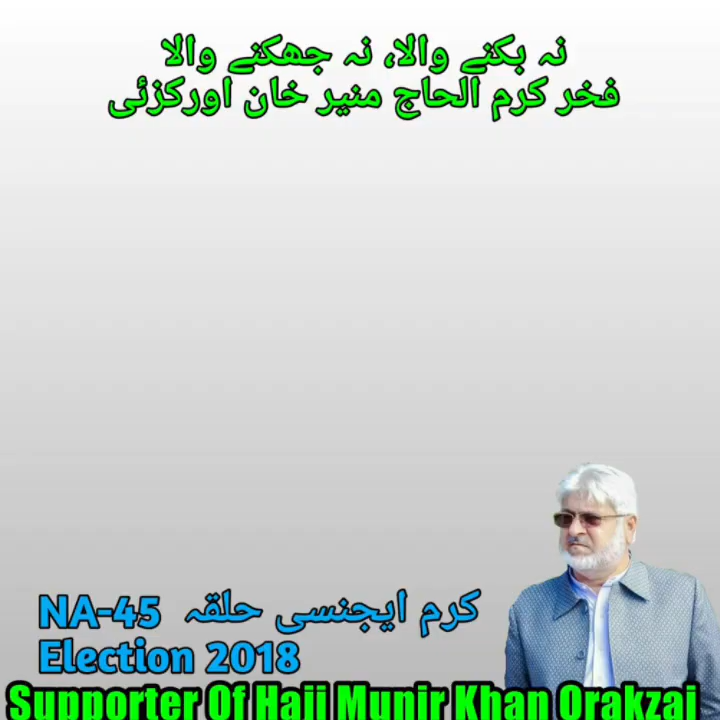 نہ بکنے والا، نہ جھکنے والا
فخر کرم الحاج منیر خان اورکزئی
NA-45 کرم ایجنسی حلقہ
Election 2018
Supporter Of Haji Munir Khan Orakzai